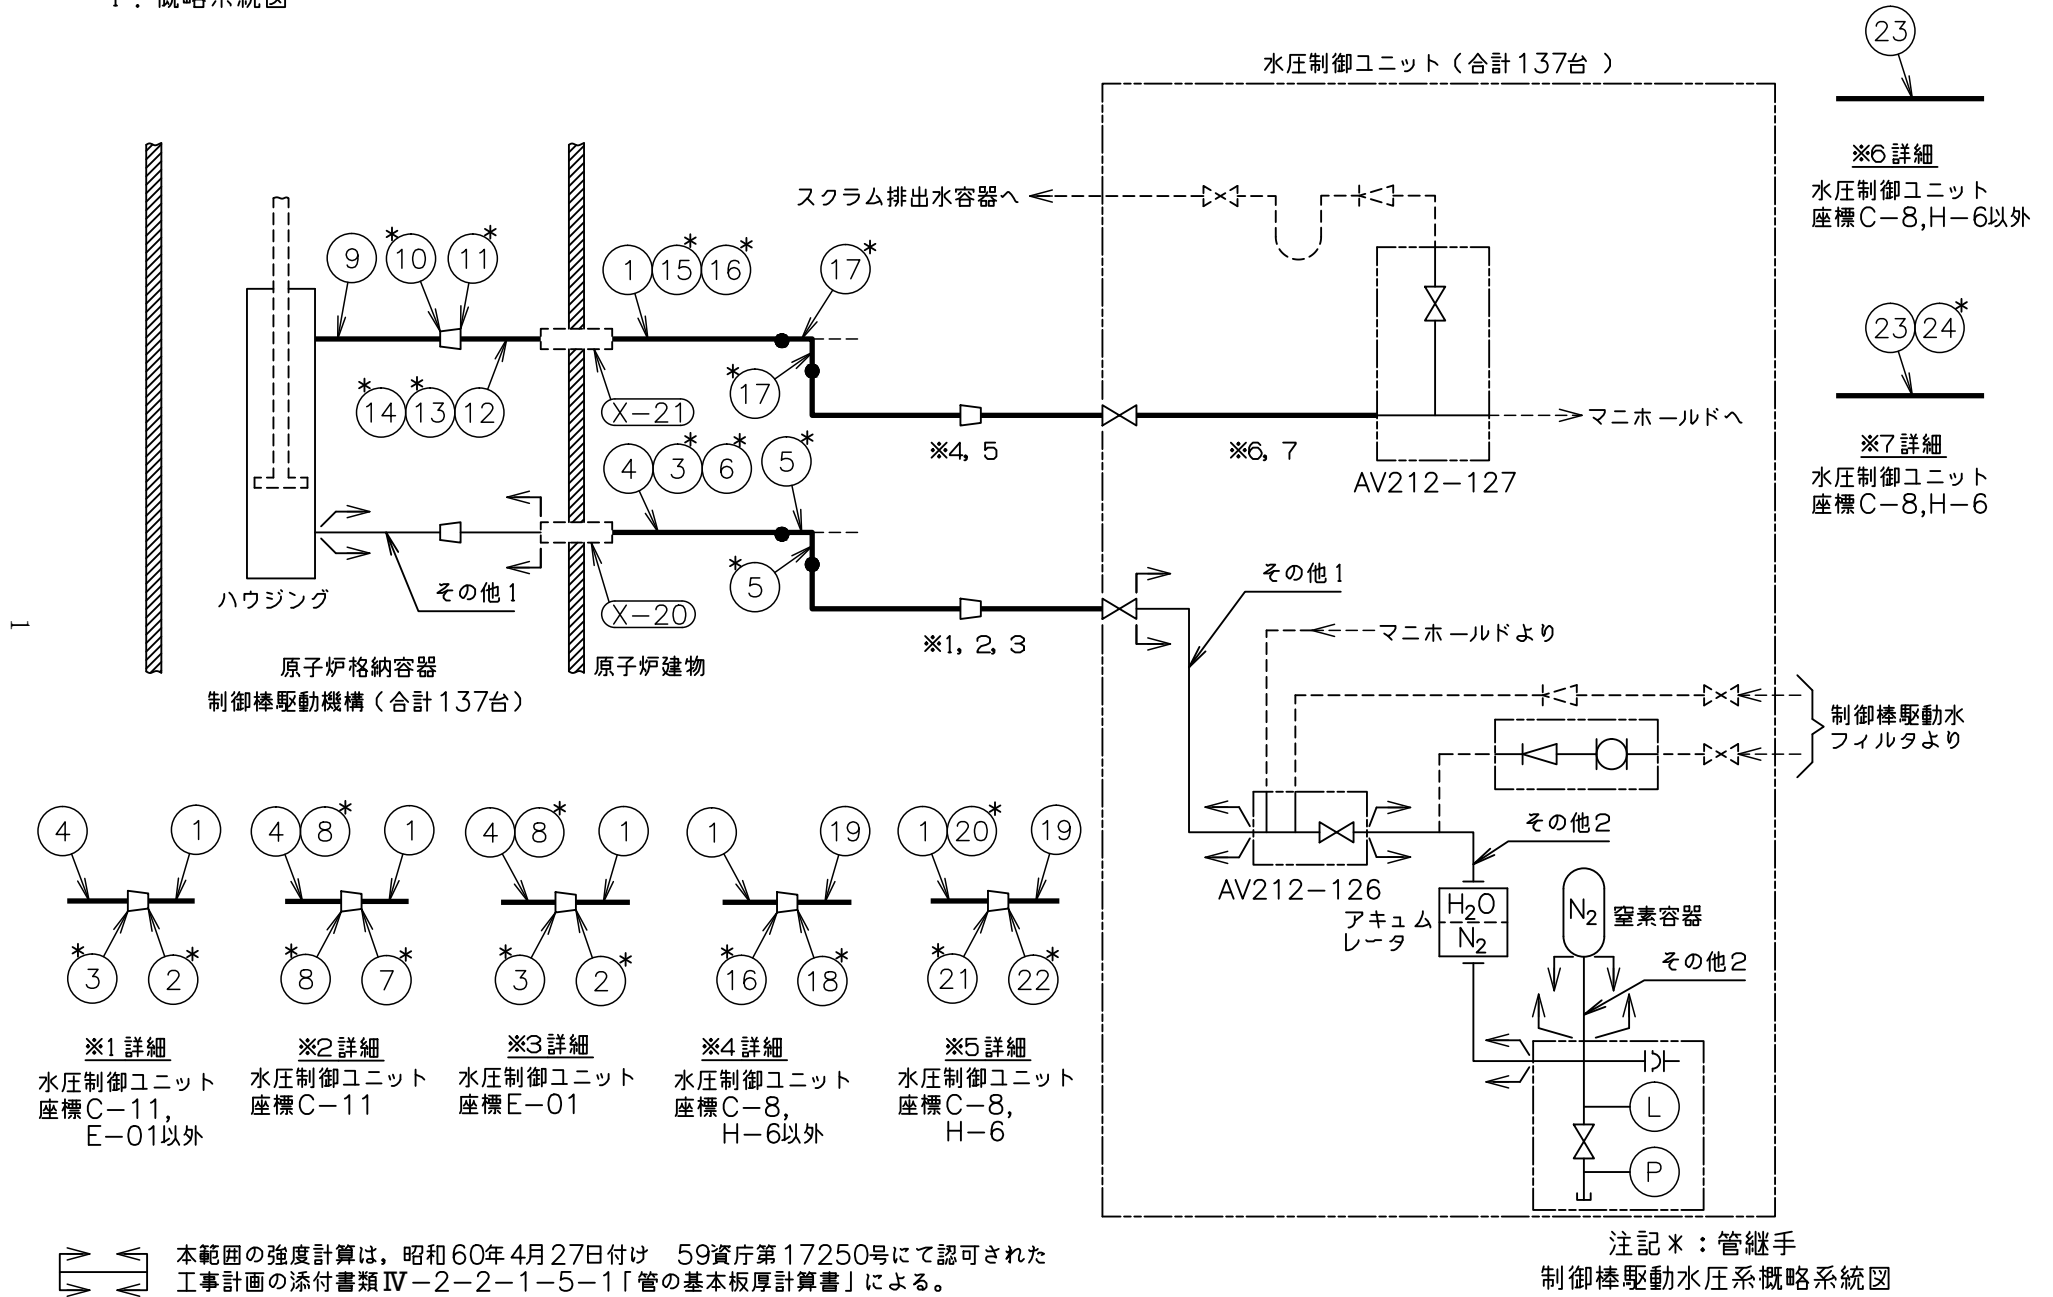 1. 概略系統図
水圧制御ユニット（合計137台 ）
23
※6詳細
水圧制御ユニット
座標C-8,H-6以外
スクラム排出水容器へ
9 10* 11*
1 15* 16*
17*
14* 13* 12
17*
X-21
※4, 5
※6, 7
マニホールドへ
AV212-127
23 24*
※7詳細
水圧制御ユニット
座標C-8,H-6
4 3* 6* 5*
5*
X-20
その他1
ハウジング
※1, 2, 3
その他1
マニホールドより
原子炉格納容器
原子炉建物
制御棒駆動機構（合計137台）
制御棒駆動水
フィルタより
1
その他2
AV212-126
アキュム
レータ
H2O
N2
N2
窒素容器
その他2
L
P
4 1
3* 2*
※1詳細
水圧制御ユニット
座標C-11,
E-01以外
4 8* 1
8* 7*
※2詳細
水圧制御ユニット
座標C-11
4 8* 1
3* 2*
※3詳細
水圧制御ユニット
座標E-01
1 19
16* 18*
※4詳細
水圧制御ユニット
座標C-8,
H-6以外
1 20* 19
21* 22*
※5詳細
水圧制御ユニット
座標C-8,
H-6
本範囲の強度計算は，昭和60年4月27日付け 59資庁第17250号にて認可された
工事計画の添付書類Ⅳ-2-2-1-5-1「管の基本板厚計算書」による。
注記＊：管継手
制御棒駆動水圧系概略系統図